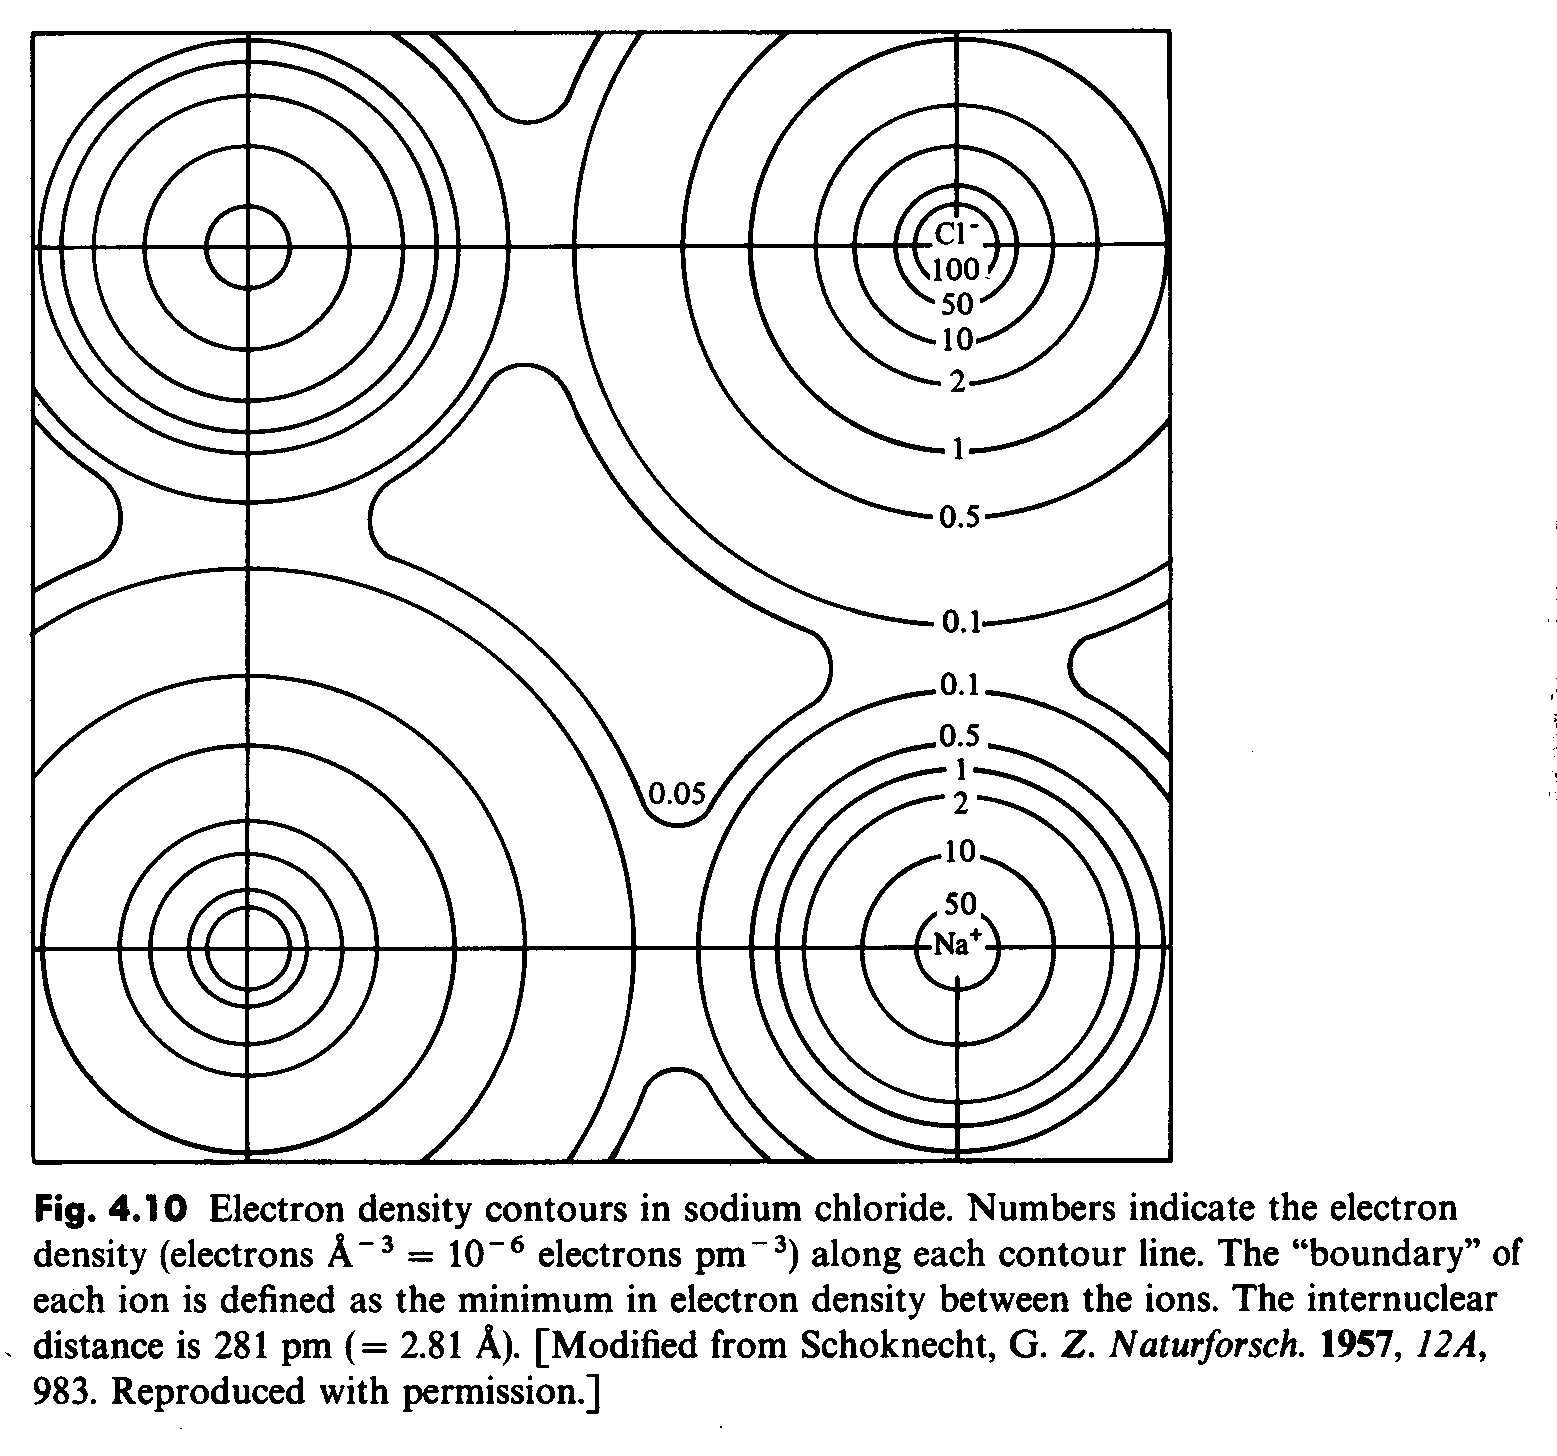 Cl⁻
100
50
10
2
1
0.5
0.1
0.1
0.5
1
2
0.05
10
50
Na⁺
Fig. 4.10 Electron density contours in sodium chloride. Numbers indicate the electron
density (electrons Å⁻³ = 10⁻⁶ electrons pm⁻³) along each contour line. The “boundary” of
each ion is defined as the minimum in electron density between the ions. The internuclear
distance is 281 pm (= 2.81 Å). [Modified from Schoknecht, G. Z. Naturforsch. 1957, 12A,
983. Reproduced with permission.]